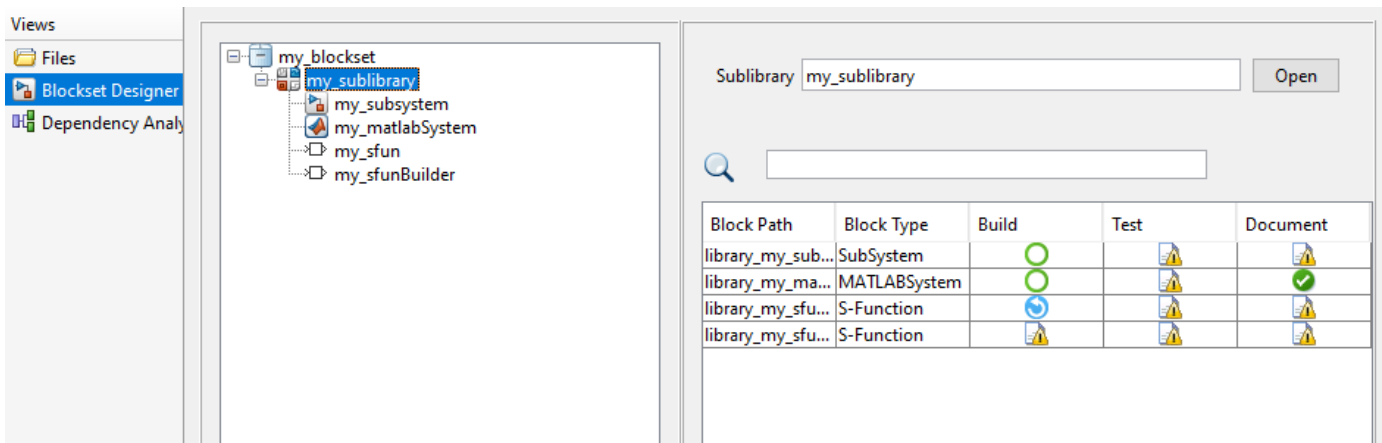 Views
Files
Blockset Designer
Dependency Analy
my_blockset
my_sublibrary
my_subsystem
my_matlabSystem
my_sfun
my_sfunBuilder
Sublibrary my_sublibrary Open
Block Path Block Type Build Test Document
library_my_sub... SubSystem
library_my_ma... MATLABSystem
library_my_sfu... S-Function
library_my_sfu... S-Function